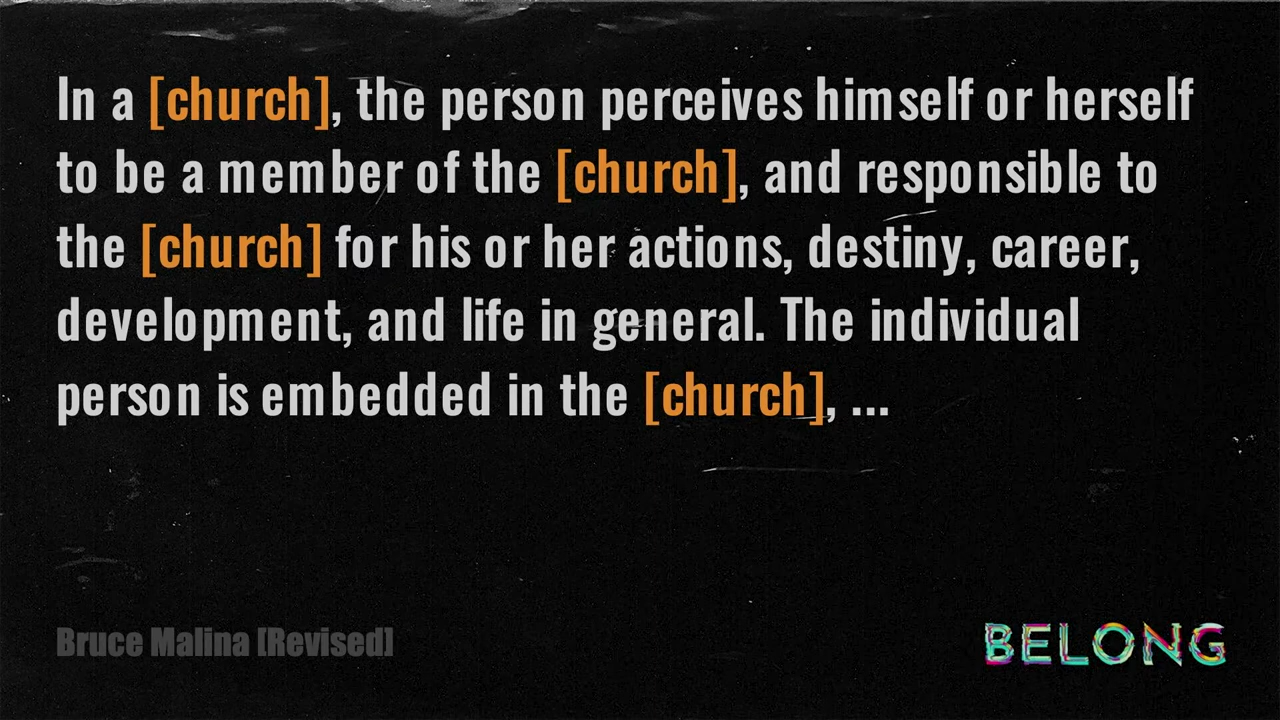 In a [church], the person perceives himself or herself
to be a member of the [church], and responsible to
the [church] for his or her actions, destiny, career,
development, and life in general. The individual
person is embedded in the [church], ...
Bruce Malina [Revised]
BELONG